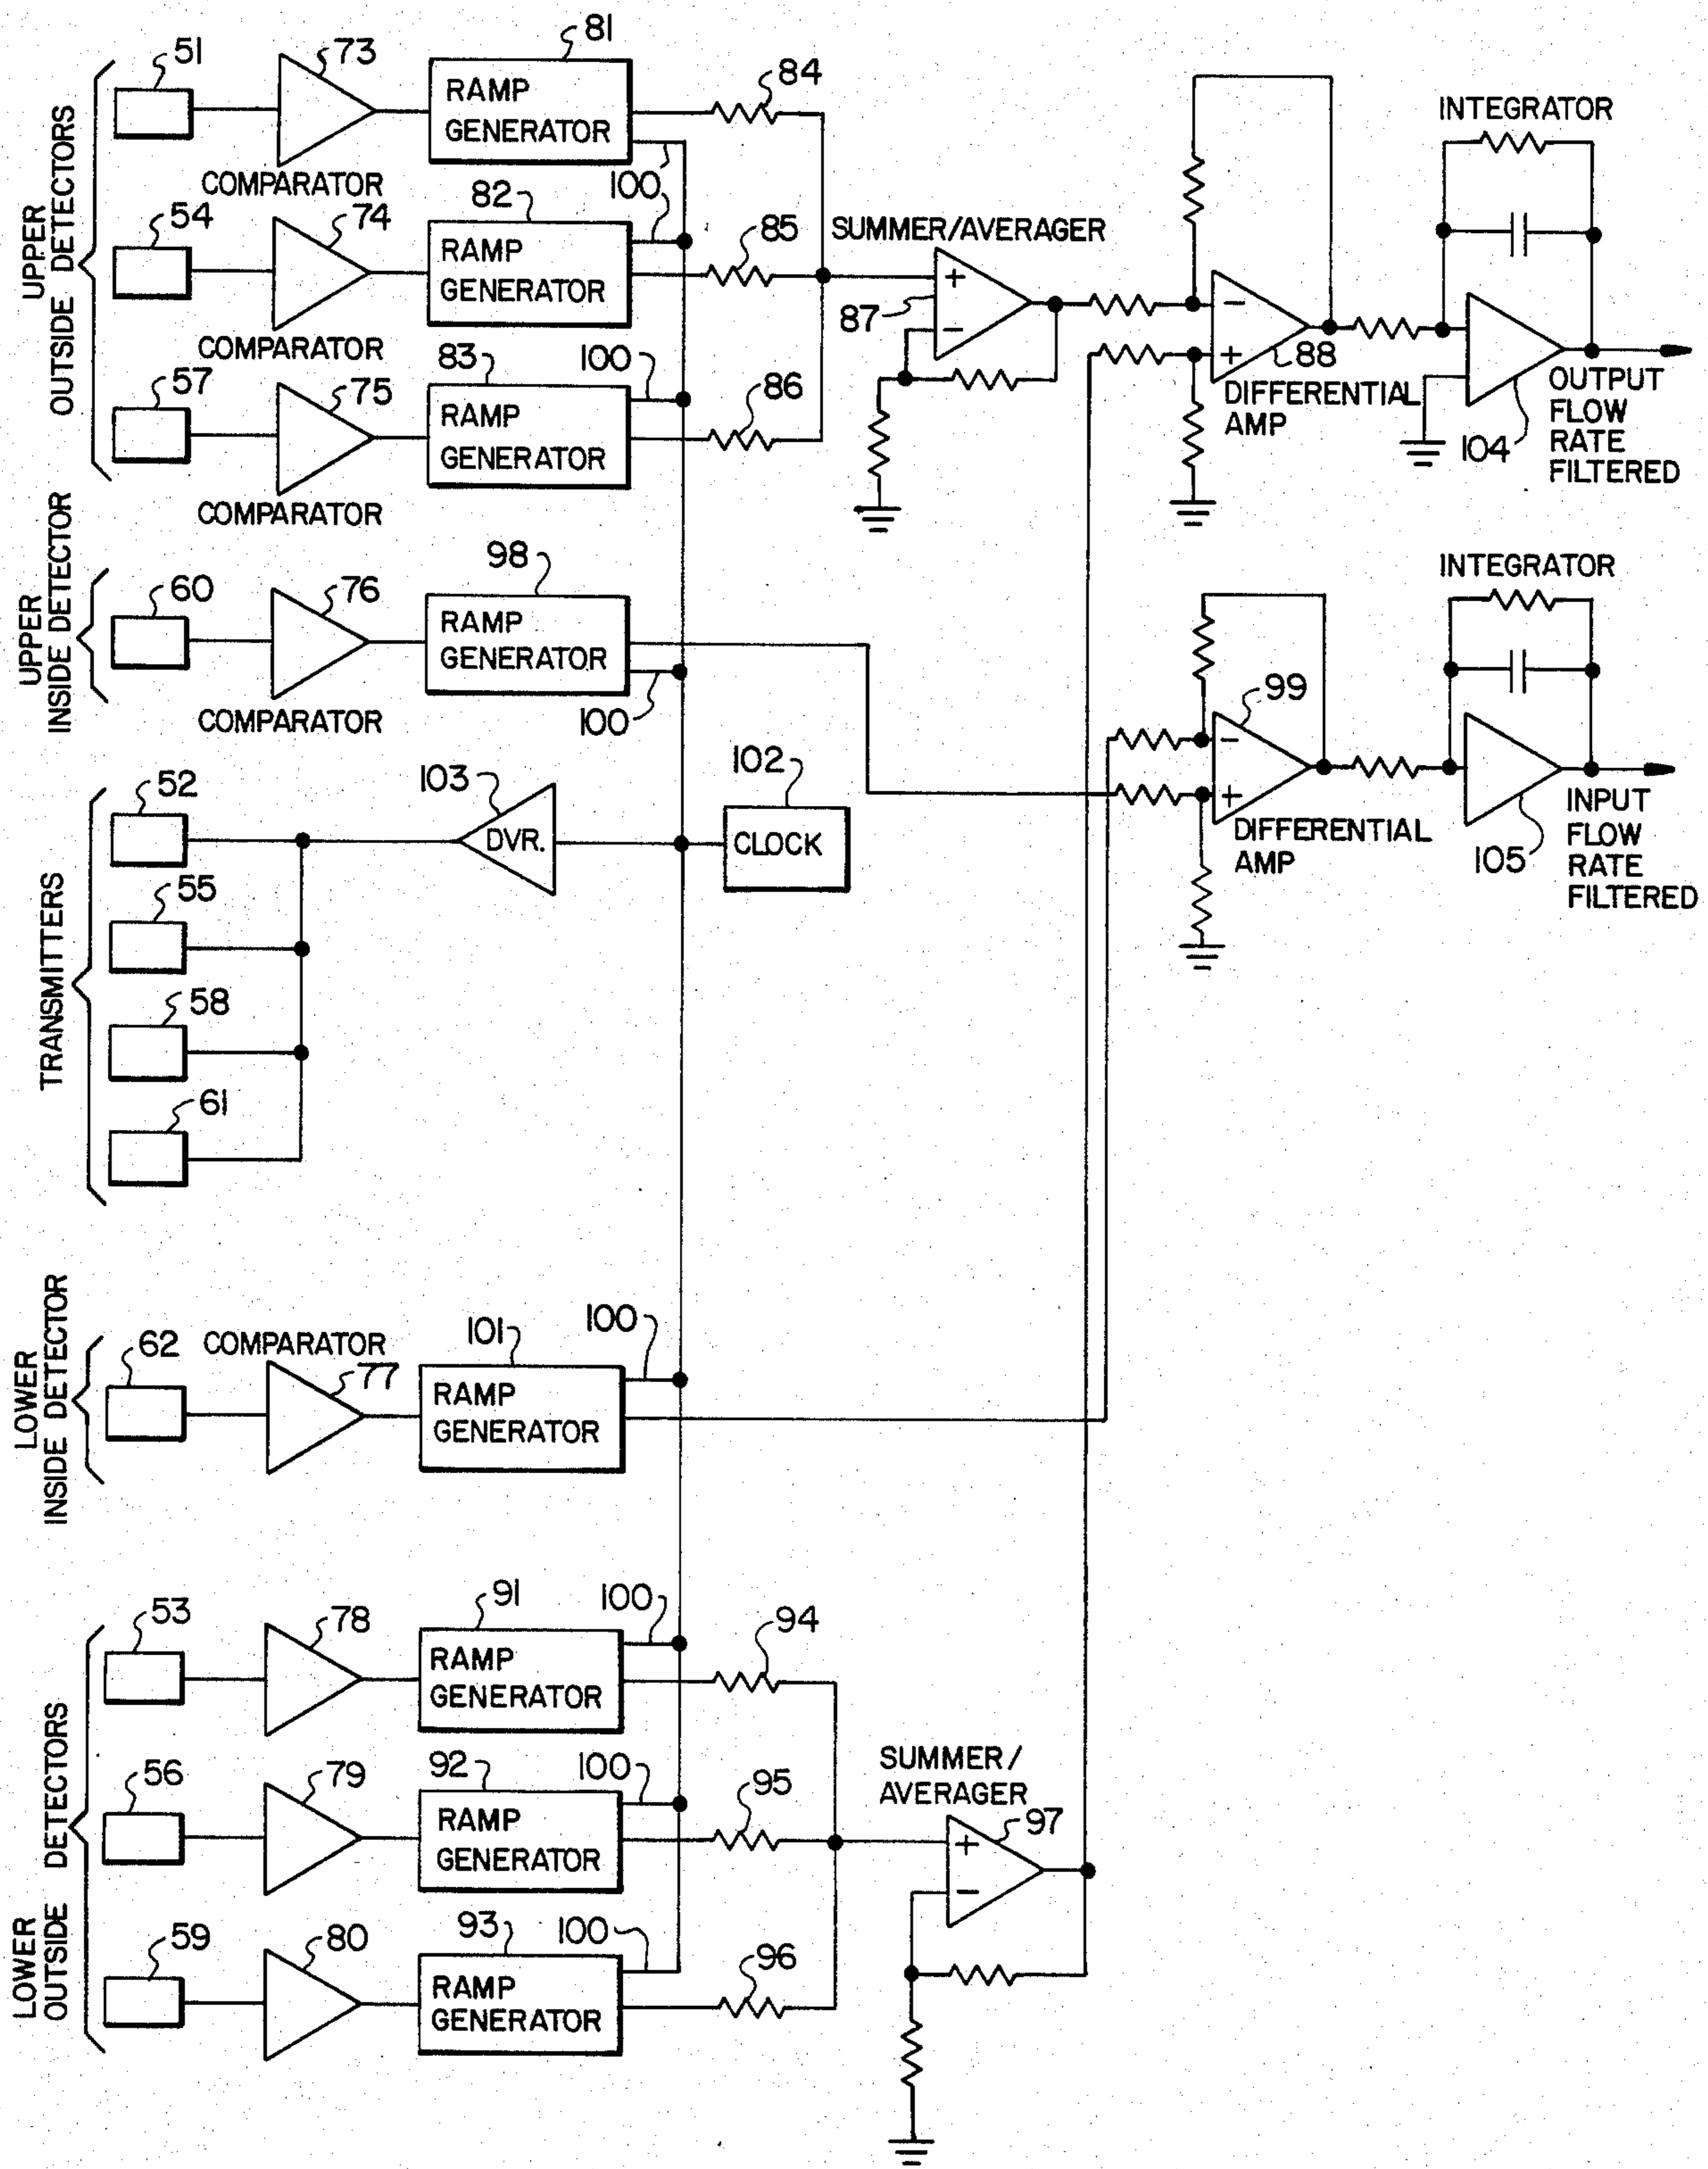 UPPER
OUTSIDE DETECTORS
51
73
81
RAMP
GENERATOR
84
COMPARATOR
100
54
74
82
RAMP
GENERATOR
85
COMPARATOR
57
75
83
100
RAMP
GENERATOR
86
COMPARATOR
SUMMER/AVERAGER
87
+
−
−
+
88
DIFFERENTIAL
AMP
INTEGRATOR
104
OUTPUT
FLOW
RATE
FILTERED
UPPER
INSIDE DETECTOR
60
76
98
RAMP
GENERATOR
100
COMPARATOR
99
−
+
DIFFERENTIAL
AMP
INTEGRATOR
105
INPUT
FLOW
RATE
FILTERED
TRANSMITTERS
52
103
DVR.
102
CLOCK
55
58
61
LOWER
INSIDE DETECTOR
62
COMPARATOR
77
101
100
RAMP
GENERATOR
LOWER
OUTSIDE DETECTORS
53
78
91
100
RAMP
GENERATOR
94
56
79
92
100
RAMP
GENERATOR
95
59
80
93
100
RAMP
GENERATOR
96
SUMMER/
AVERAGER
97
+
−